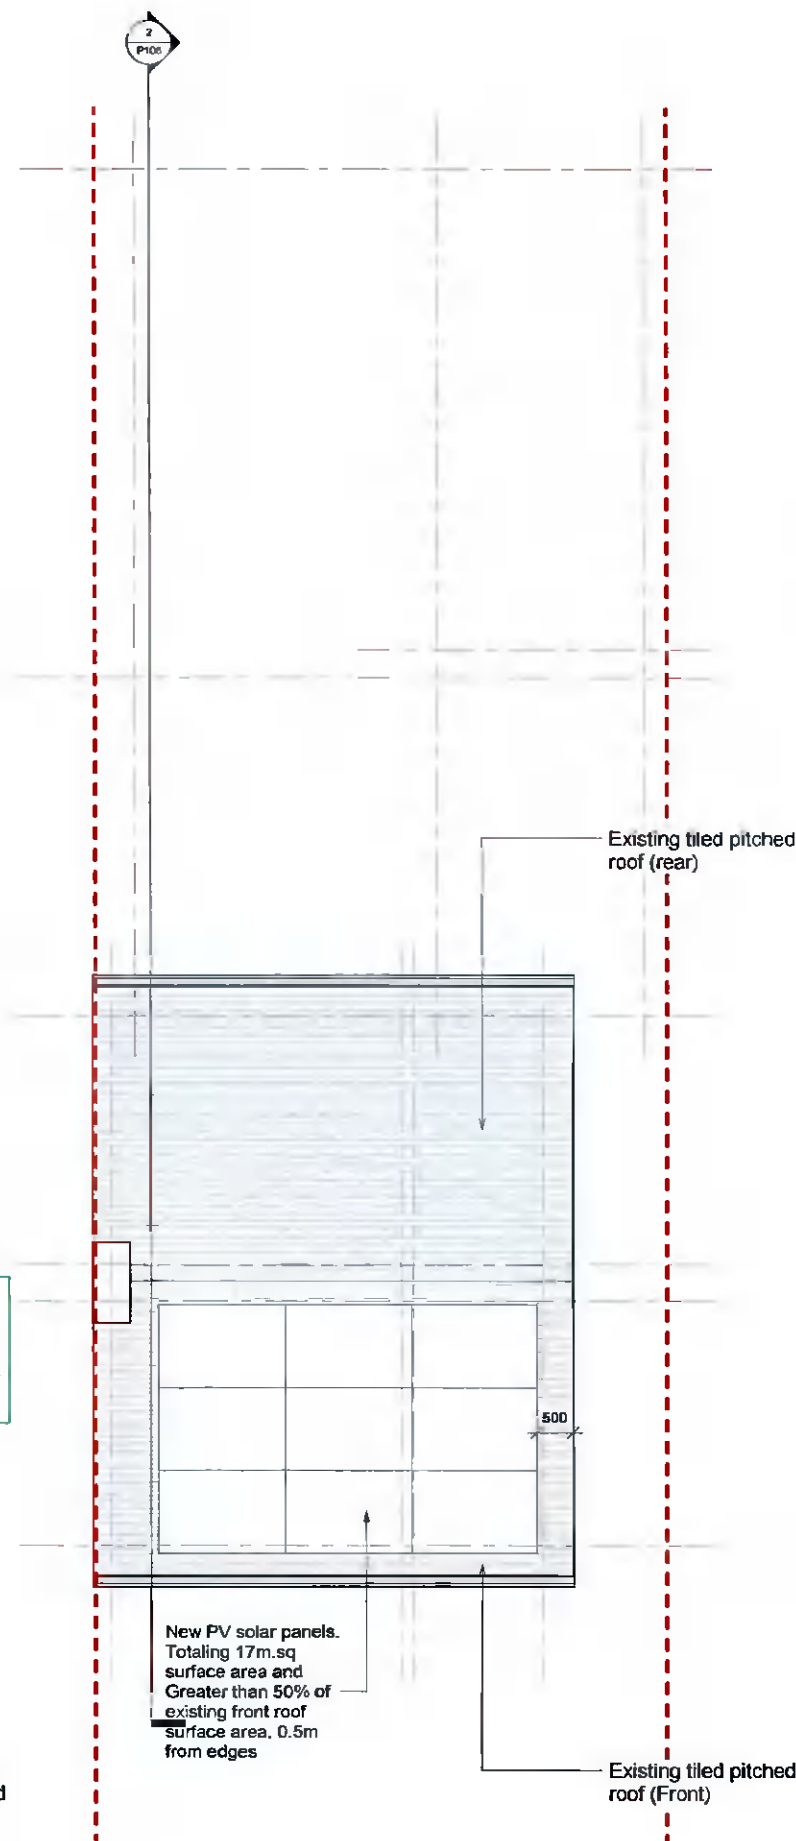 2
P106
Existing tiled pitched
roof (rear)
500
New PV solar panels.
Totaling 17m.sq
surface area and
Greater than 50% of
existing front roof
surface area, 0.5m
from edges
Existing tiled pitched
roof (Front)